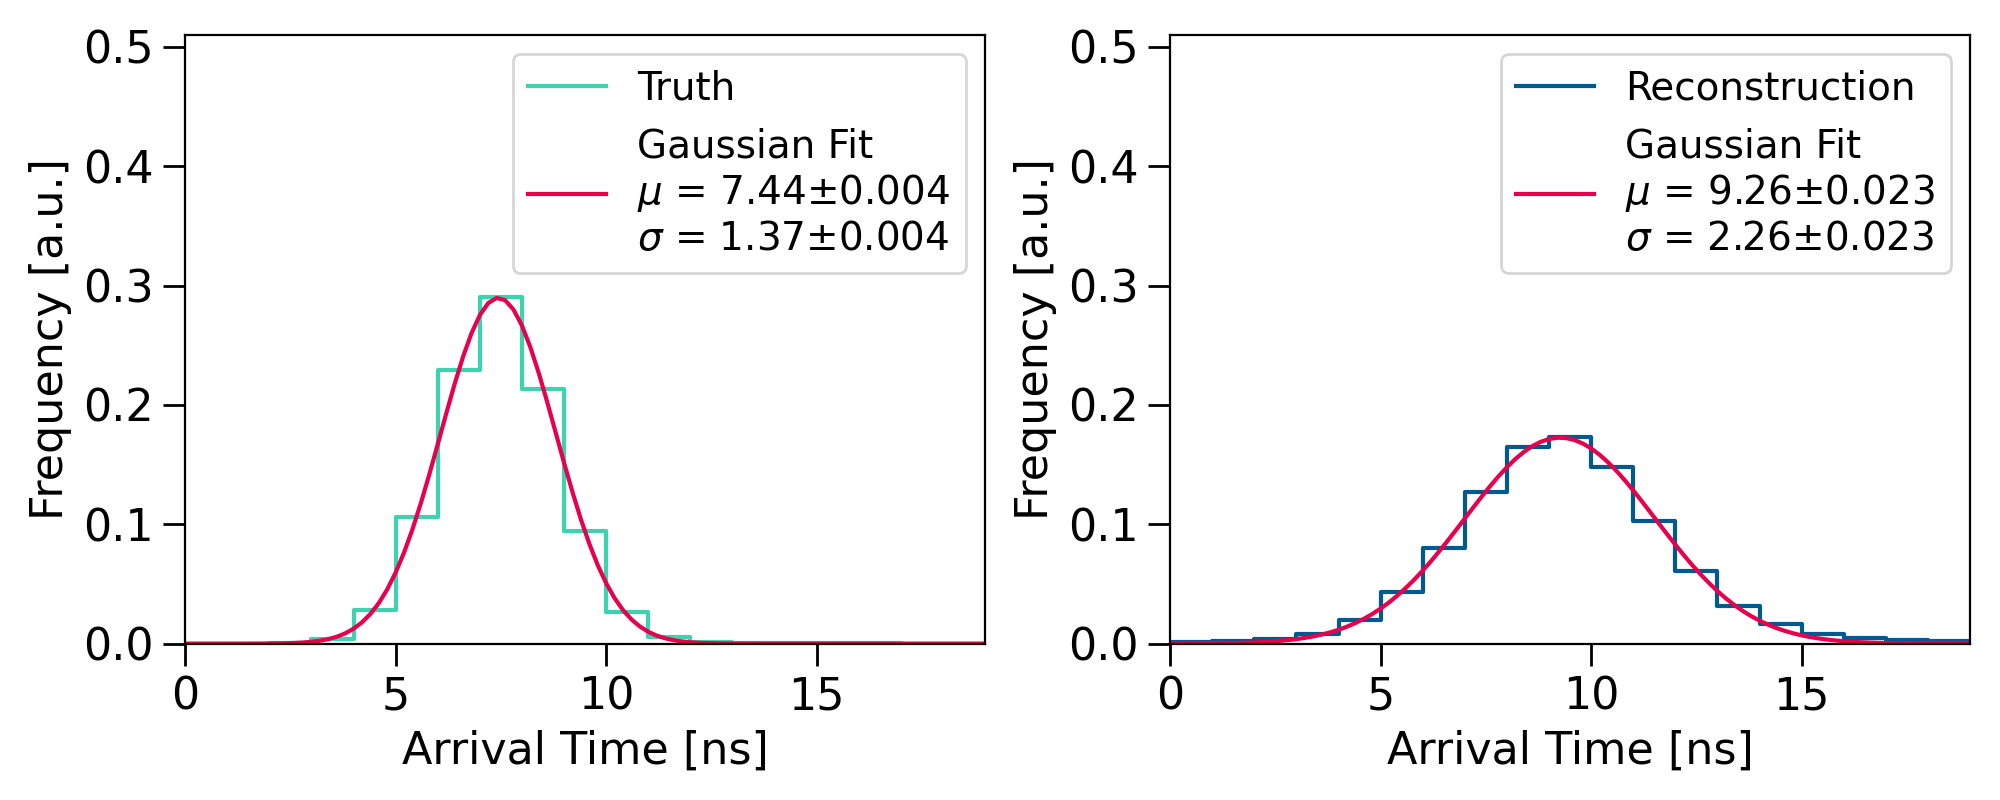 0.5
0.4
0.3
0.2
0.1
0.0
0
5
10
15
Frequency [a.u.]
Arrival Time [ns]
Truth
Gaussian Fit
μ = 7.44±0.004
σ = 1.37±0.004
0.5
0.4
0.3
0.2
0.1
0.0
0
5
10
15
Frequency [a.u.]
Arrival Time [ns]
Reconstruction
Gaussian Fit
μ = 9.26±0.023
σ = 2.26±0.023